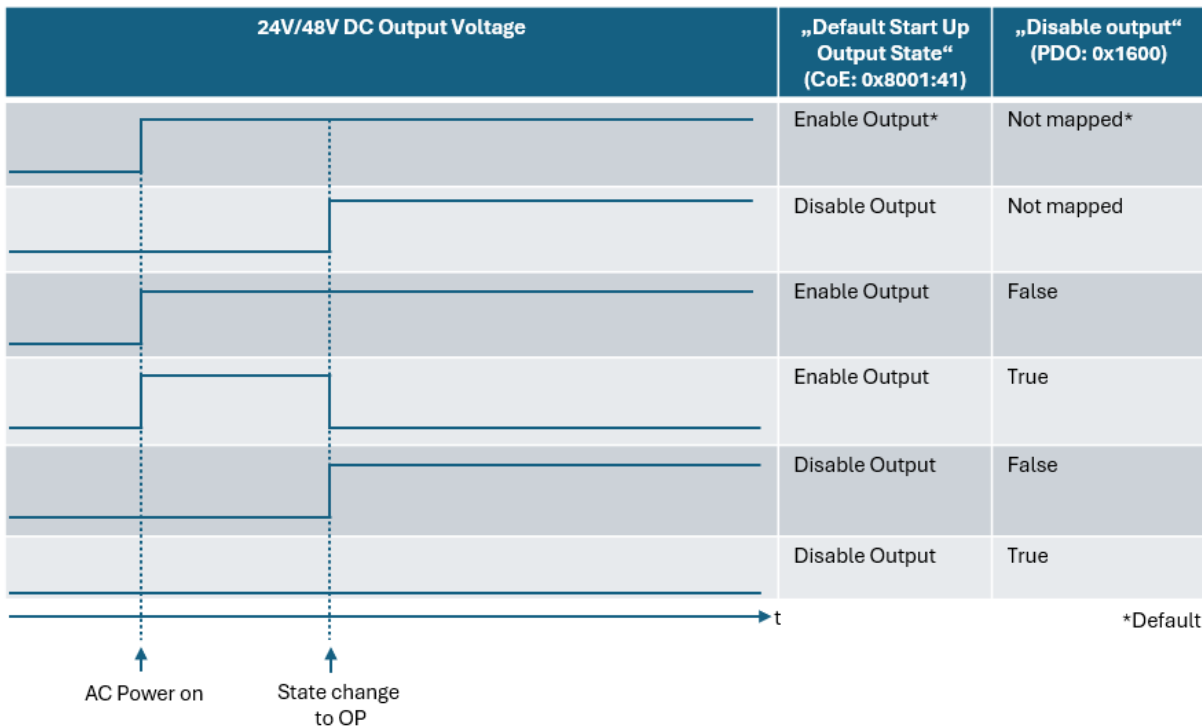 24V/48V DC Output Voltage
„Default Start Up
Output State“
(CoE: 0x8001:41)
„Disable output“
(PDO: 0x1600)
Enable Output*
Not mapped*
Disable Output
Not mapped
Enable Output
False
Enable Output
True
Disable Output
False
Disable Output
True
t
*Default
AC Power on
State change
to OP